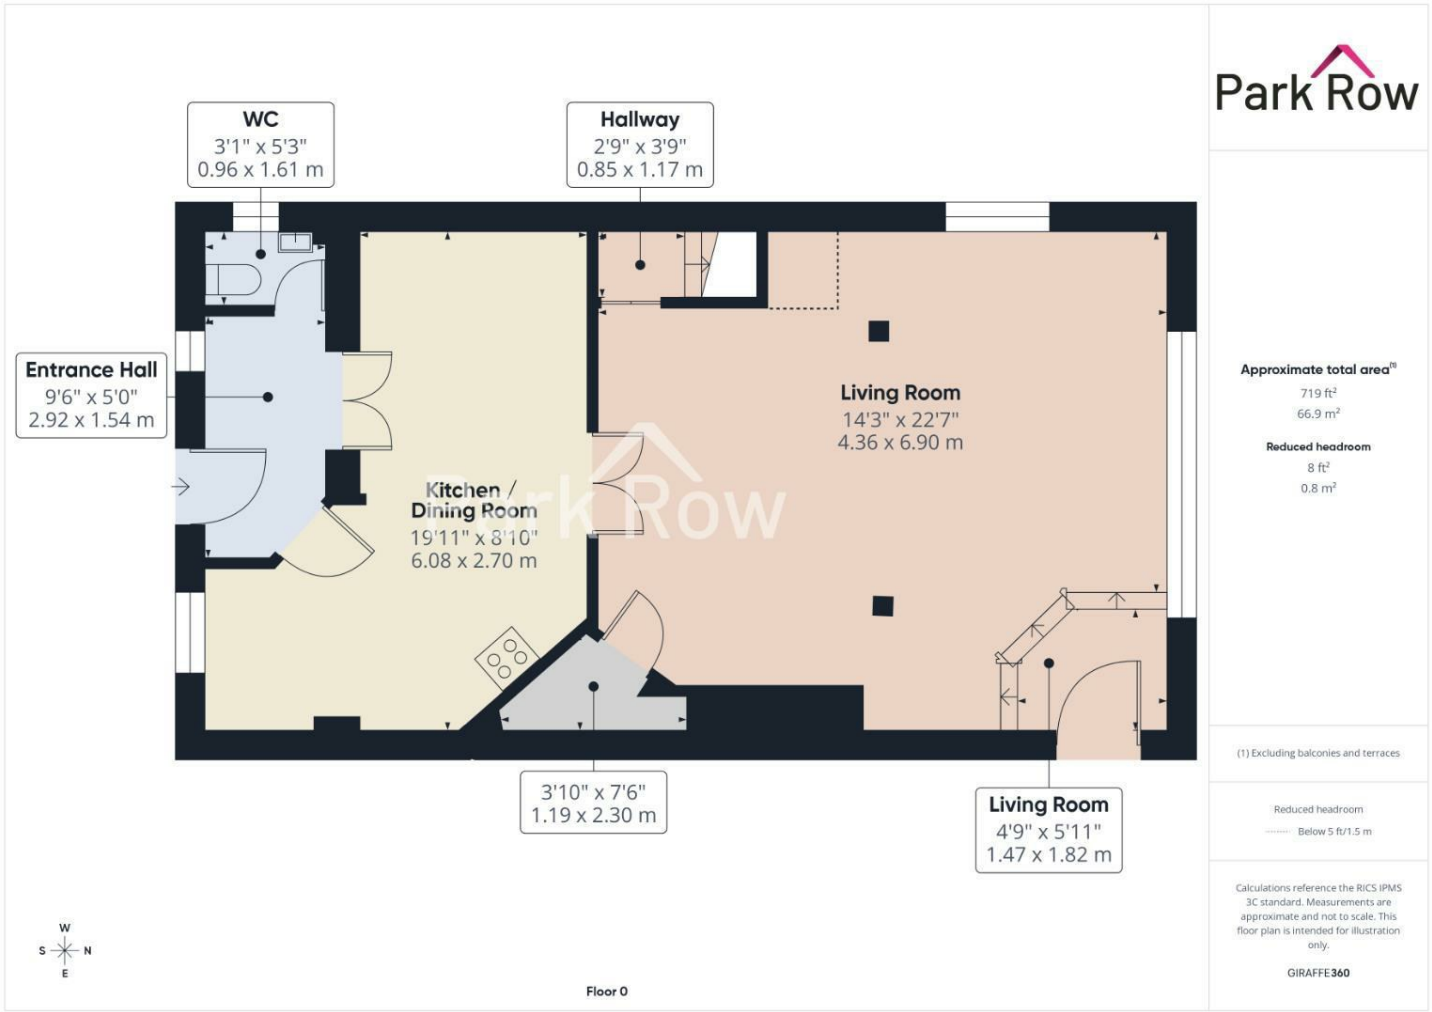 Park Row
WC
3'1" x 5'3"
0.96 x 1.61 m
Hallway
2'9" x 3'9"
0.85 x 1.17 m
Entrance Hall
9'6" x 5'0"
2.92 x 1.54 m
Living Room
14'3" x 22'7"
4.36 x 6.90 m
Kitchen /
Dining Room
19'11" x 8'10"
6.08 x 2.70 m
Park Row
3'10" x 7'6"
1.19 x 2.30 m
Living Room
4'9" x 5'11"
1.47 x 1.82 m
W
S N
E
Floor 0
Approximate total area(1)
719 ft²
66.9 m²
Reduced headroom
8 ft²
0.8 m²
(1) Excluding balconies and terraces
Reduced headroom
Below 5 ft/1.5 m
Calculations reference the RICS IPMS
3C standard. Measurements are
approximate and not to scale. This
floor plan is intended for illustration
only.
GIRAFFE360